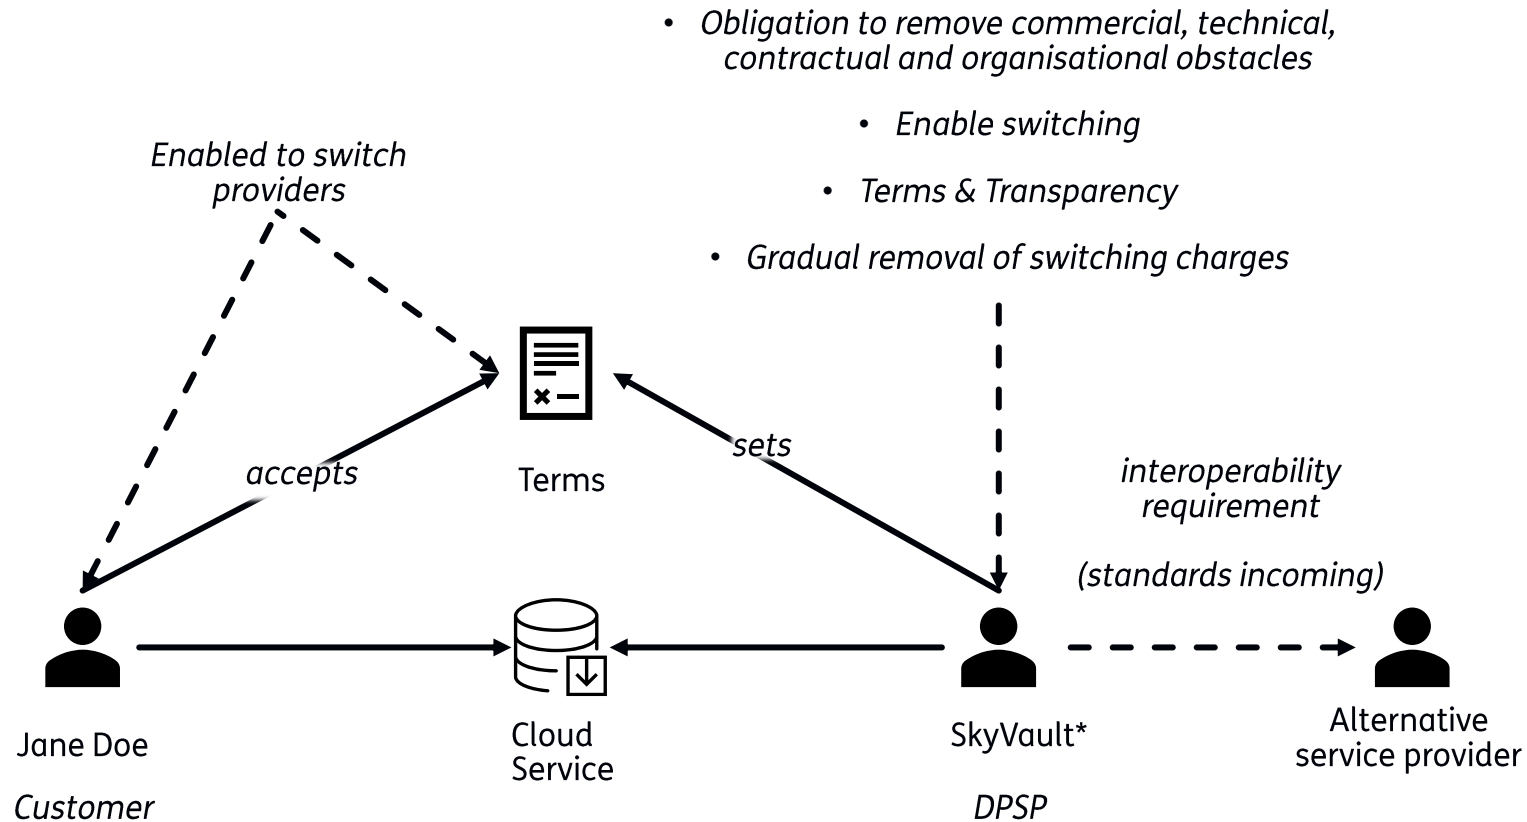 • Obligation to remove commercial, technical,
contractual and organisational obstacles
• Enable switching
• Terms & Transparency
• Gradual removal of switching charges
Enabled to switch
providers
accepts
Terms
sets
interoperability
requirement
(standards incoming)
Jane Doe
Customer
Cloud
Service
SkyVault*
DPSP
Alternative
service provider